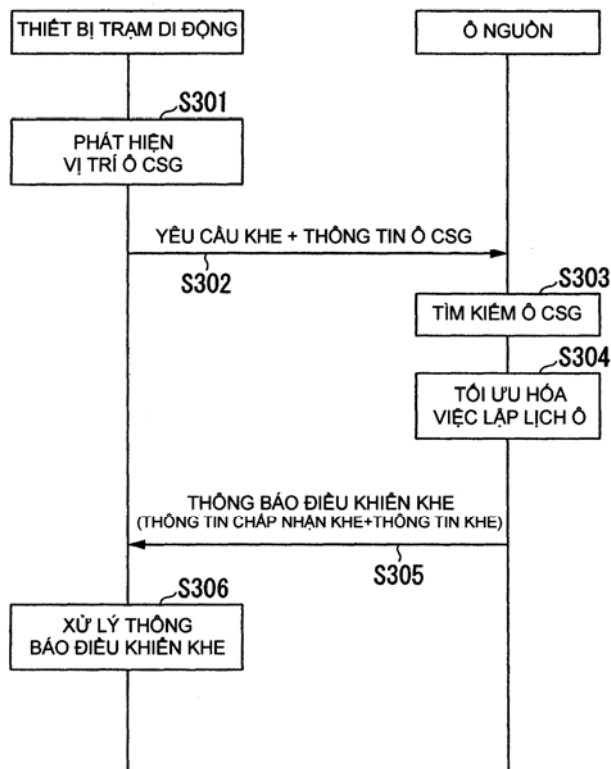 THIẾT BỊ TRẠM DI ĐỘNG
Ô NGUỒN
S301
PHÁT HIỆN
VỊ TRÍ Ô CSG
YÊU CẦU KHE + THÔNG TIN Ô CSG
S302
S303
TÌM KIẾM Ô CSG
S304
TỐI ƯU HÓA
VIỆC LẬP LỊCH Ô
THÔNG BÁO ĐIỀU KHIỂN KHE
(THÔNG TIN CHẤP NHẬN KHE+THÔNG TIN KHE)
S305
S306
XỬ LÝ THÔNG
BÁO ĐIỀU KHIỂN KHE